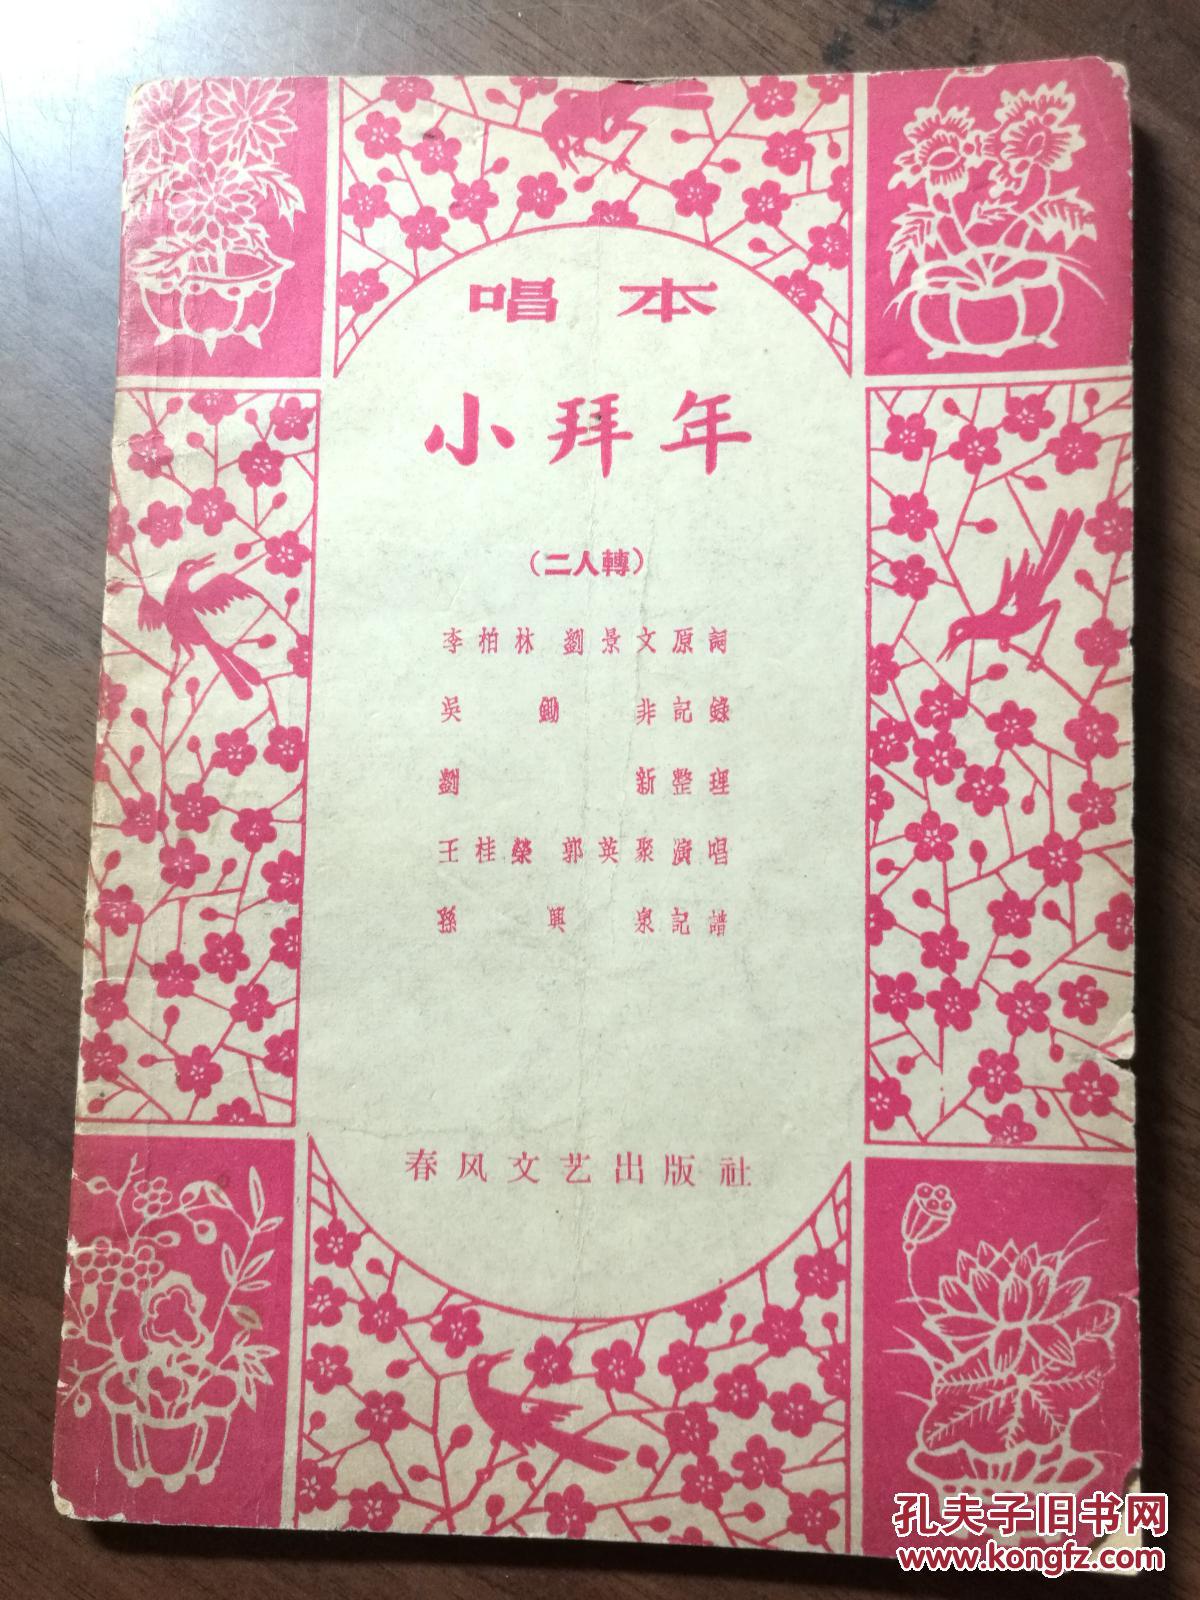 唱本
小拜年
（二人轉）
李柏林 劉景文原詞
吳鋤非記錄
劉新整理
王桂榮 郭英聚演唱
孫興泉記譜
春风文艺出版社
孔夫子旧书网
www.kongfz.com